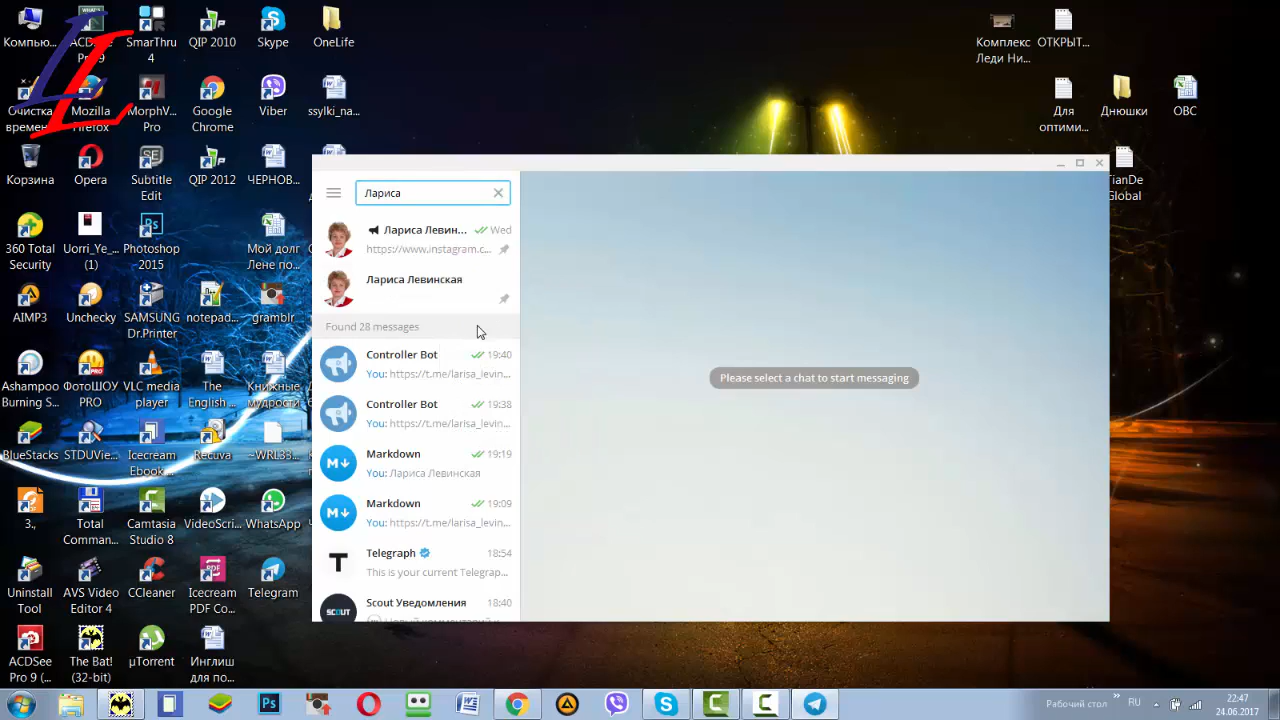 Компью...
ACDSee
Pro 9
SmarThru
4
QIP 2010
Skype
OneLife
Комплекс
Леди Ни...
ОТКРЫТ...
Очистка
времен
Mozilla
Firefox
MorphV...
Pro
Google
Chrome
Viber
ssylki_na...
Для
оптими...
Днюшки
ОВС
Корзина
Opera
Subtitle
Edit
QIP 2012
ЧЕРНОВ...
TianDe
Global
360 Total
Security
Uorri_Ye_...
(1)
Photoshop
2015
Мой долг
Лене по...
AIMP3
Unchecky
SAMSUNG
Dr.Printer
notepad...
gramblr
Ashampoo
Burning S...
ФотоШОУ
PRO
VLC media
player
The
English ...
Книжные
мудрости
BlueStacks
STDUVie...
Icecream
Ebook...
Recuva
~WRL33...
3.,
Total
Comman...
Camtasia
Studio 8
VideoScri...
WhatsApp
Uninstall
Tool
AVS Video
Editor 4
CCleaner
Icecream
PDF Co...
Telegram
ACDSee
Pro 9 (...
The Bat!
(32-bit)
µTorrent
Инглиш
для по...
Лариса
Лариса Левин... Wed
https://www.instagram.c...
Лариса Левинская
Found 28 messages
Controller Bot 19:40
You: https://t.me/larisa_levin...
Controller Bot 19:38
You: https://t.me/larisa_levin...
Markdown 19:19
You: Лариса Левинская
Markdown 19:09
You: https://t.me/larisa_levin...
Telegraph 18:54
This is your current Telegrap...
Scout Уведомления 18:40
SCOUT
Please select a chat to start messaging
Рабочий стол
RU
22:47
24.06.2017